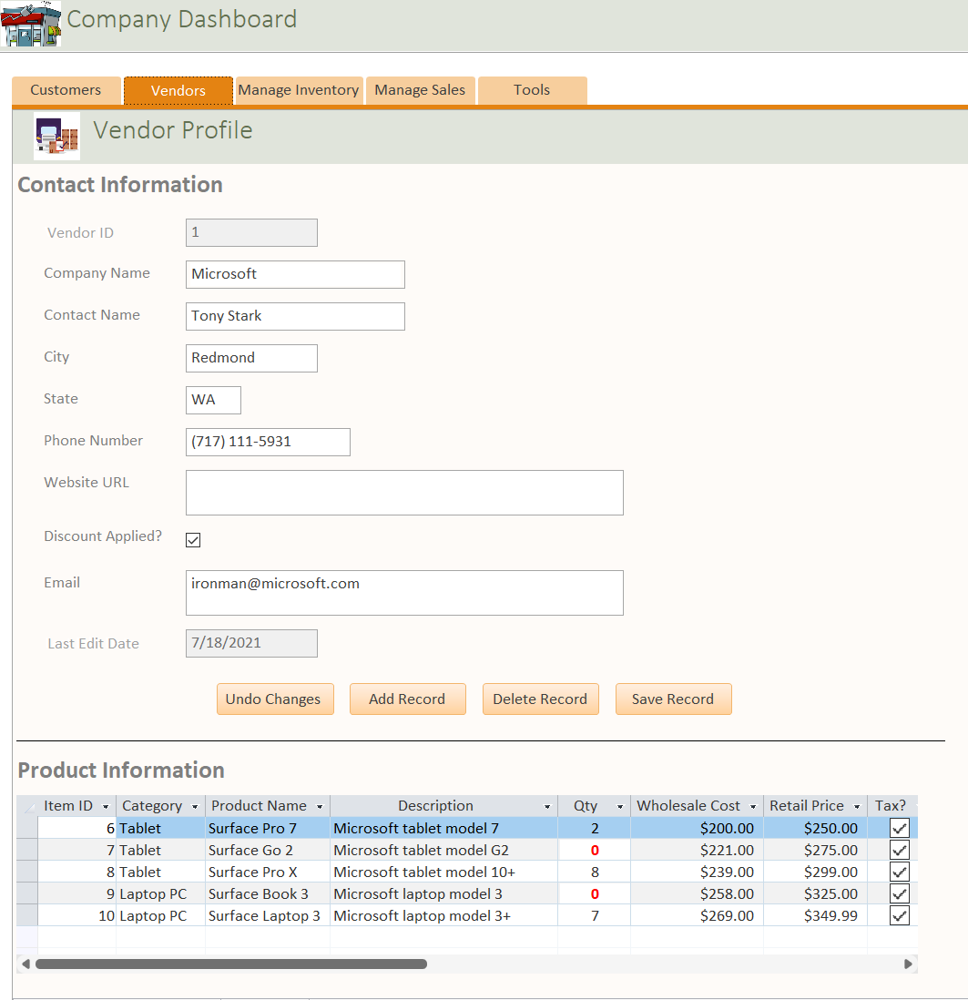 Company Dashboard
Customers Vendors Manage Inventory Manage Sales Tools
Vendor Profile
Contact Information
Vendor ID 1
Company Name Microsoft
Contact Name Tony Stark
City Redmond
State WA
Phone Number (717) 111-5931
Website URL
Discount Applied?
Email ironman@microsoft.com
Last Edit Date 7/18/2021
Undo Changes Add Record Delete Record Save Record
Product Information
Item ID Category Product Name Description Qty Wholesale Cost Retail Price Tax?
6 Tablet Surface Pro 7 Microsoft tablet model 7 2 $200.00 $250.00
7 Tablet Surface Go 2 Microsoft tablet model G2 0 $221.00 $275.00
8 Tablet Surface Pro X Microsoft tablet model 10+ 8 $239.00 $299.00
9 Laptop PC Surface Book 3 Microsoft laptop model 3 0 $258.00 $325.00
10 Laptop PC Surface Laptop 3 Microsoft laptop model 3+ 7 $269.00 $349.99